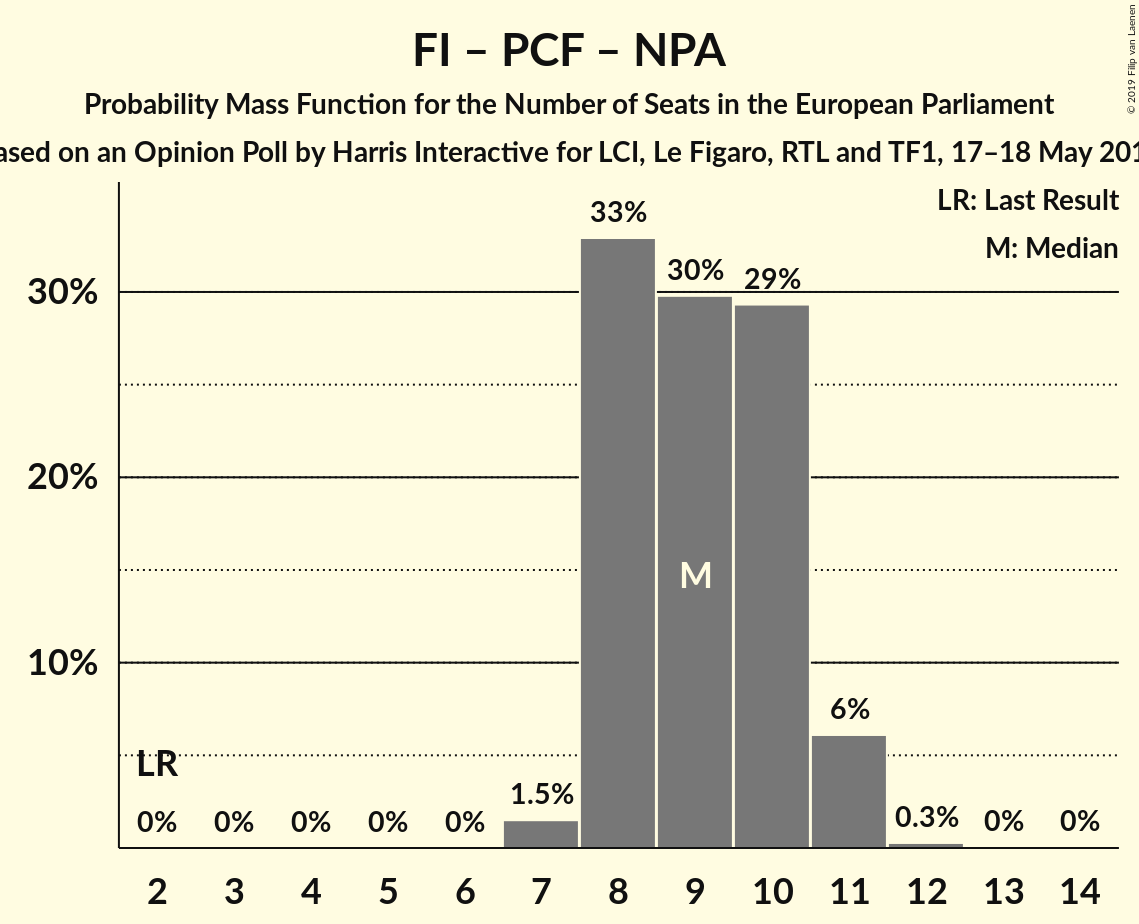 FI – PCF – NPA
Probability Mass Function for the Number of Seats in the European Parliament
ased on an Opinion Poll by Harris Interactive for LCI, Le Figaro, RTL and TF1, 17–18 May 201
© 2019 Filip van Laenen
LR: Last Result
M: Median
33%
30%
29%
30%
20%
M
10%
6%
LR
1.5%
0.3%
0% 0% 0% 0% 0% 0% 0%
2 3 4 5 6 7 8 9 10 11 12 13 14